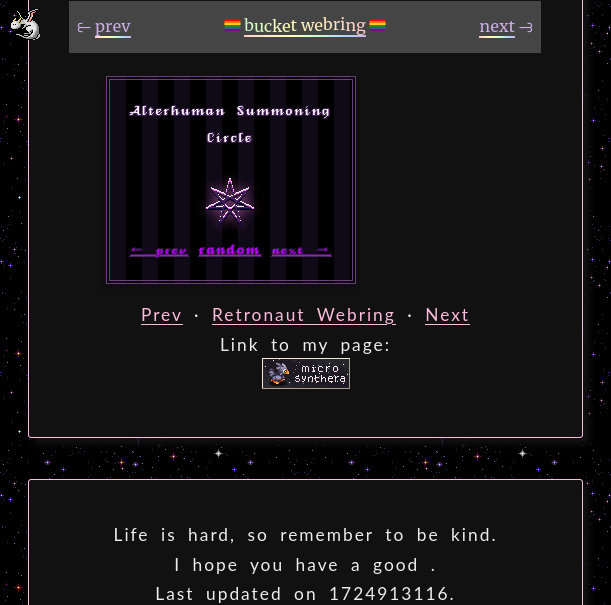 ← prev bucket webring next →
Alterhuman Summoning
Circle
← prev random next →
Prev · Retronaut Webring · Next
Link to my page:
micro
synthera
Life is hard, so remember to be kind.
I hope you have a good .
Last updated on 1724913116.